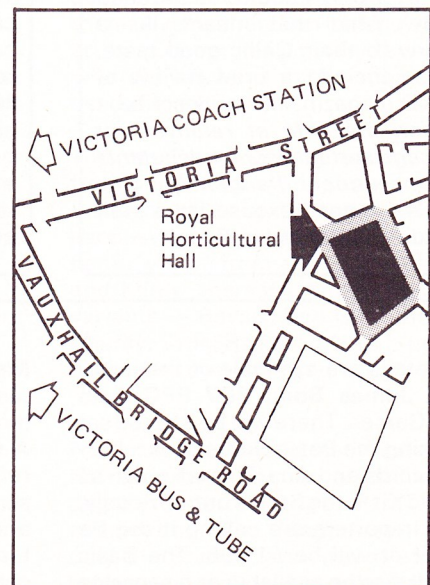 VICTORIA COACH STATION
VICTORIA STREET
Royal
Horticultural
Hall
VAUXHALL BRIDGE ROAD
VICTORIA BUS & TUBE